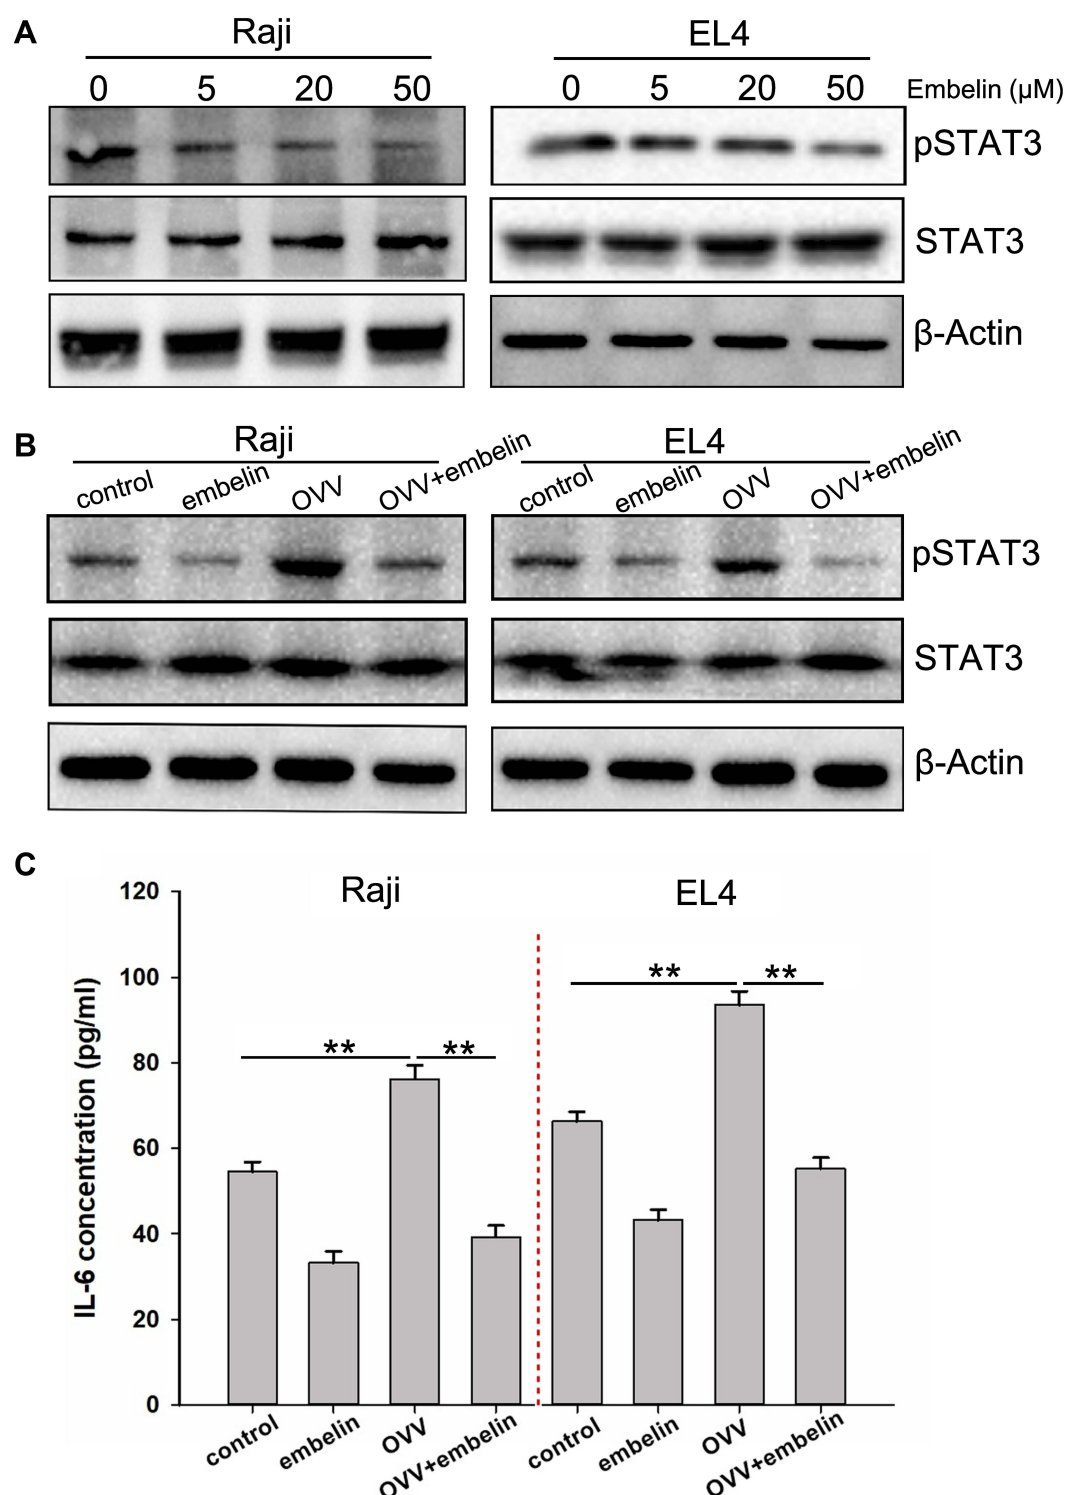 A
Raji
EL4
0 5 20 50
0 5 20 50
Embelin (μM)
pSTAT3
STAT3
β-Actin
B
Raji
EL4
control embelin OVV OVV+embelin
control embelin OVV OVV+embelin
pSTAT3
STAT3
β-Actin
C
Raji
EL4
IL-6 concentration (pg/ml)
120
100
80
60
40
20
0
** **
** **
control embelin OVV OVV+embelin
control embelin OVV OVV+embelin